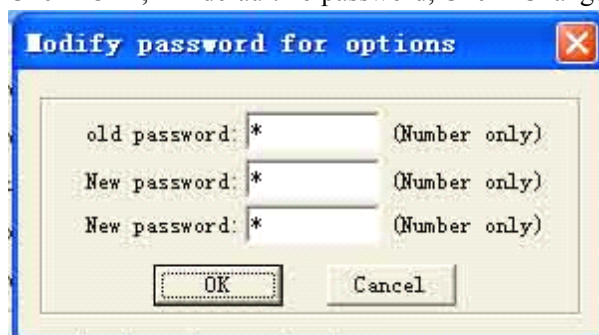 Modify password for options
old password: * (Number only)
New password: * (Number only)
New password: * (Number only)
OK Cancel